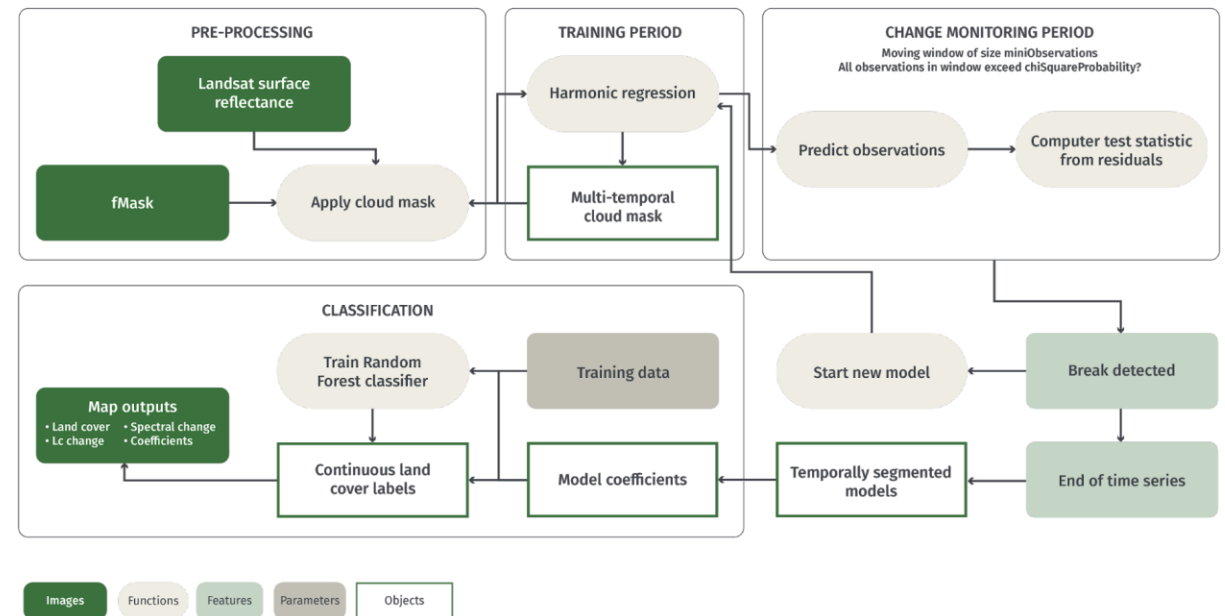 PRE-PROCESSING
Landsat surface
reflectance
fMask
Apply cloud mask
TRAINING PERIOD
Harmonic regression
Multi-temporal
cloud mask
CHANGE MONITORING PERIOD
Moving window of size miniObservations
All observations in window exceed chiSquareProbability?
Predict observations
Computer test statistic
from residuals
CLASSIFICATION
Train Random
Forest classifier
Training data
Map outputs
• Land cover
• Spectral change
• Lc change
• Coefficients
Continuous land
cover labels
Model coefficients
Start new model
Break detected
Temporally segmented
models
End of time series
Images
Functions
Features
Parameters
Objects